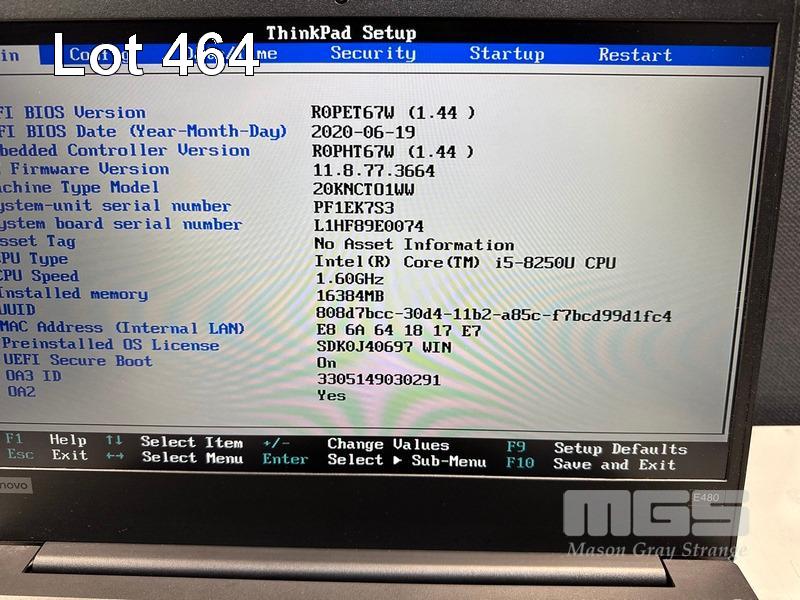 ThinkPad Setup
Lot 464
Security Startup Restart
FI BIOS Version R0PET67W (1.44 )
FI BIOS Date (Year-Month-Day) 2020-06-19
bedded Controller Version R0PHT67W (1.44 )
Firmware Version 11.8.77.3664
chine Type Model 20KNCTO1WW
ystem-unit serial number PF1EK7S3
ystem board serial number L1HF89E0074
sset Tag No Asset Information
PU Type Intel(R) Core(TM) i5-8250U CPU
CPU Speed 1.60GHz
Installed memory 16384MB
UUID 808d7bcc-30d4-11b2-a85c-f7bcd99d1fc4
MAC Address (Internal LAN) E8 6A 64 18 17 E7
Preinstalled OS License SDK0J40697 WIN
UEFI Secure Boot On
OA3 ID 3305149030291
OA2 Yes
F1 Help ↑↓ Select Item +/- Change Values F9 Setup Defaults
Esc Exit ←→ Select Menu Enter Select ▶ Sub-Menu F10 Save and Exit
novo
E480
MGS
Mason Gray Strange